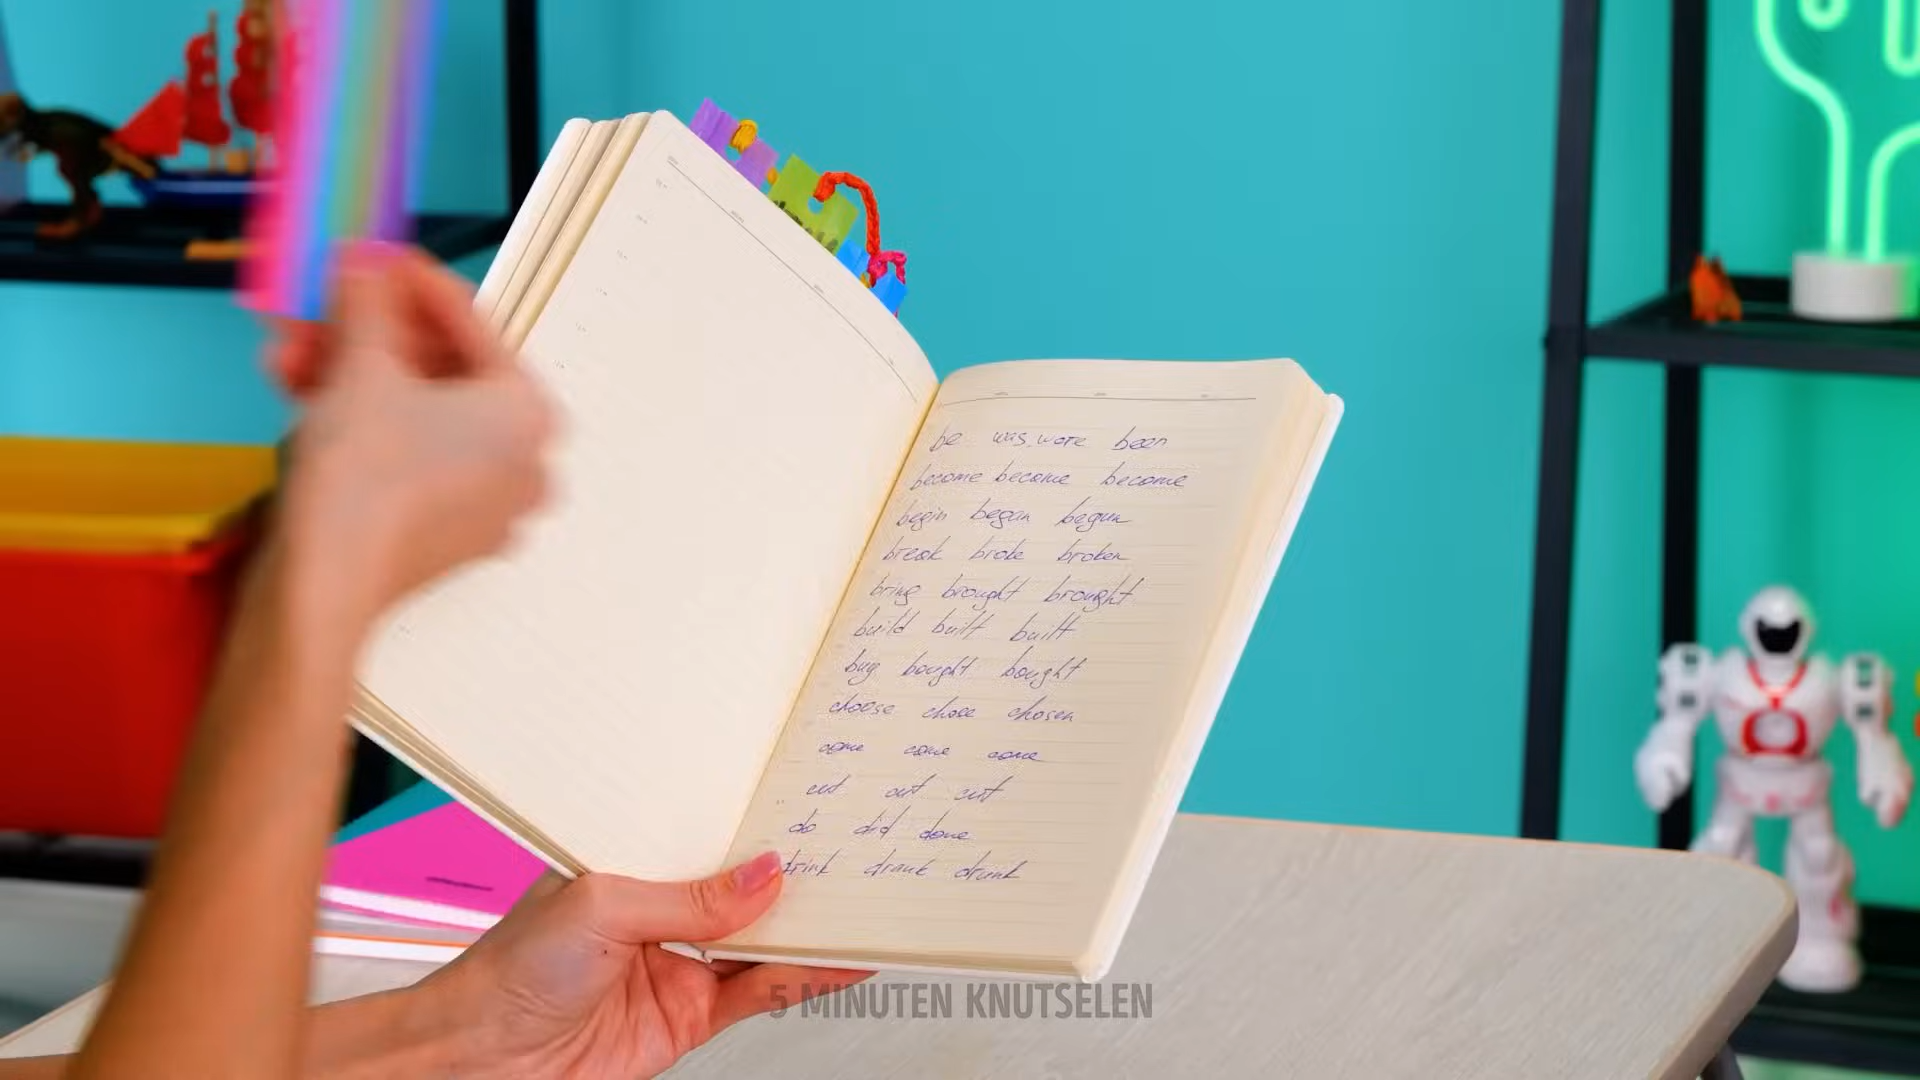 be was, were been
become became become
begin began begun
break broke broken
bring brought brought
build built built
buy bought bought
choose chose chosen
come came come
cut cut cut
do did done
drink drank drunk
5 MINUTEN KNUTSELEN